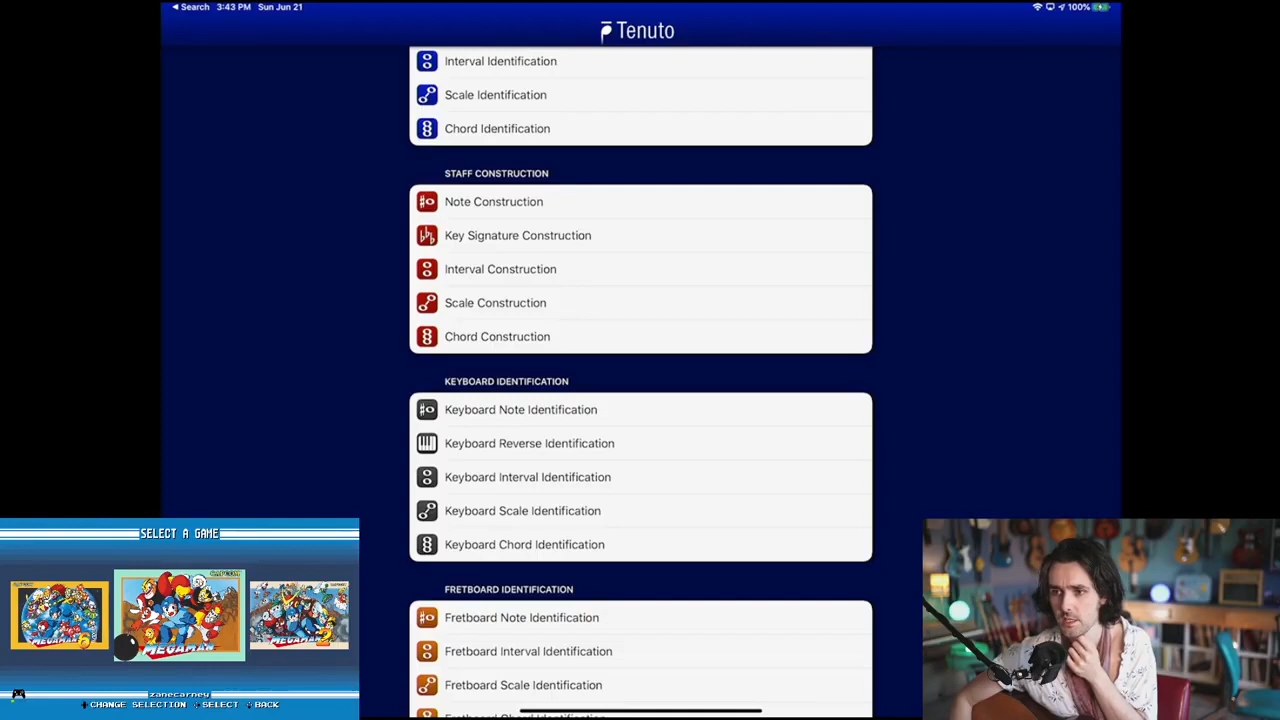 Search 3:43 PM Sun Jun 21 100%
Tenuto
Interval Identification
Scale Identification
Chord Identification
STAFF CONSTRUCTION
Note Construction
Key Signature Construction
Interval Construction
Scale Construction
Chord Construction
KEYBOARD IDENTIFICATION
Keyboard Note Identification
Keyboard Reverse Identification
Keyboard Interval Identification
Keyboard Scale Identification
Keyboard Chord Identification
FRETBOARD IDENTIFICATION
Fretboard Note Identification
Fretboard Interval Identification
Fretboard Scale Identification
SELECT A GAME
CAPCOM
MEGAMAN
MEGAMAN
MEGAMAN 2
zanecarney
CHANGE SELECTION SELECT BACK